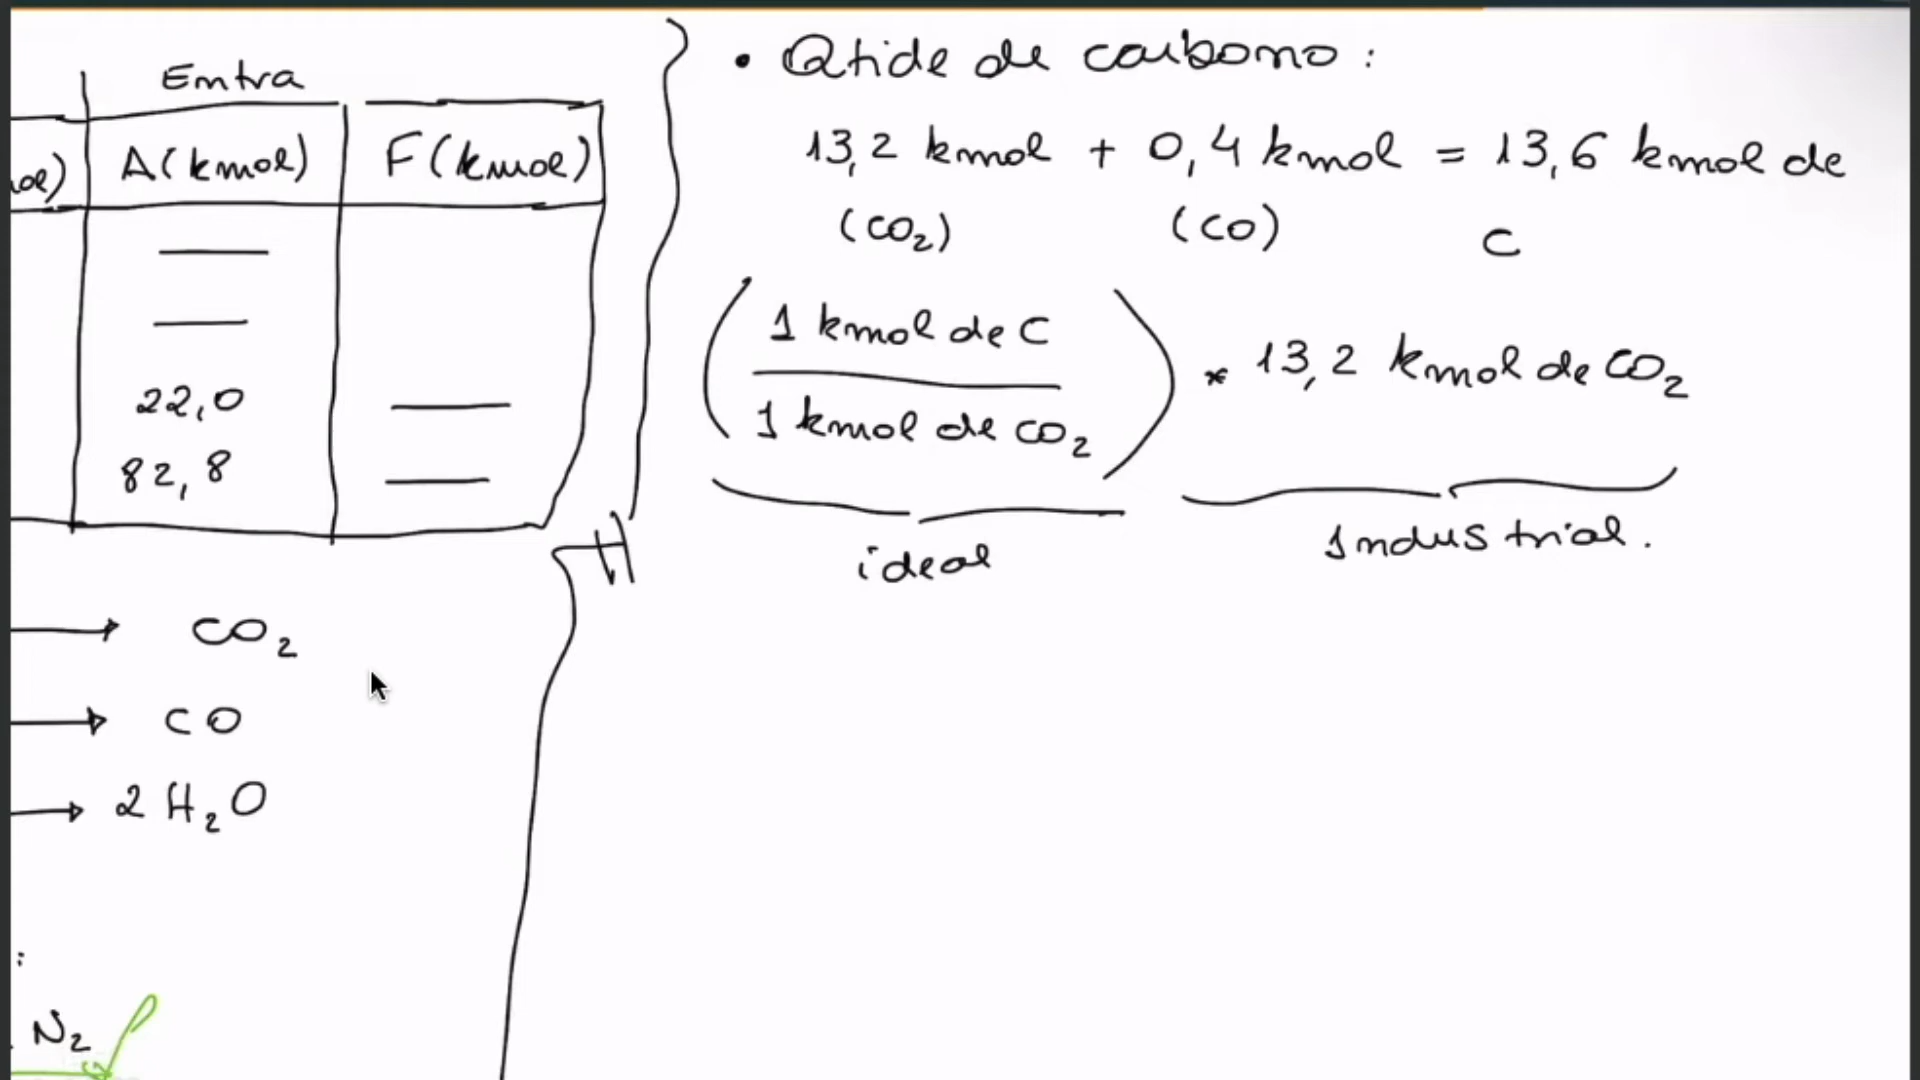 Entra
A (kmol)
F (kmol)
22,0
82,8
CO2
CO
2 H2O
:
N2
• Qtide de carbono :
13,2 kmol + 0,4 kmol = 13,6 kmol de
(CO2) (CO) C
1 kmol de C
1 kmol de CO2
* 13,2 kmol de CO2
ideal
Industrial.